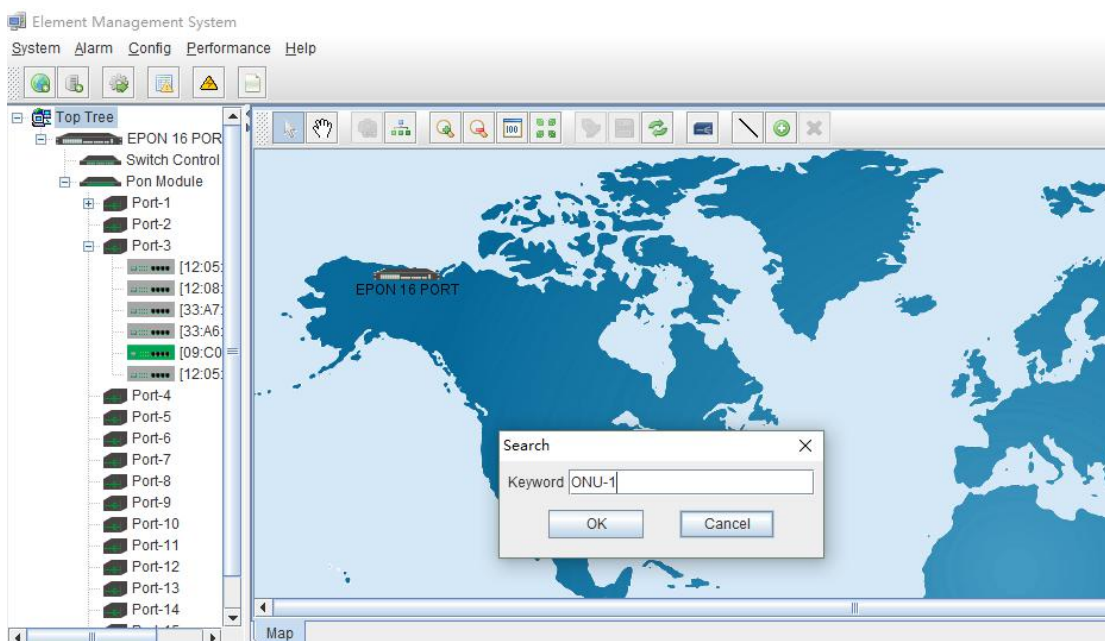 Element Management System
System Alarm Config Performance Help
Top Tree
EPON 16 POR
Switch Control
Pon Module
Port-1
Port-2
Port-3
[12:05:
[12:08:
[33:A7:
[33:A6:
[09:C0
[12:05:
Port-4
Port-5
Port-6
Port-7
Port-8
Port-9
Port-10
Port-11
Port-12
Port-13
Port-14
100
EPON 16 PORT
Search
Keyword ONU-1
OK Cancel
Map